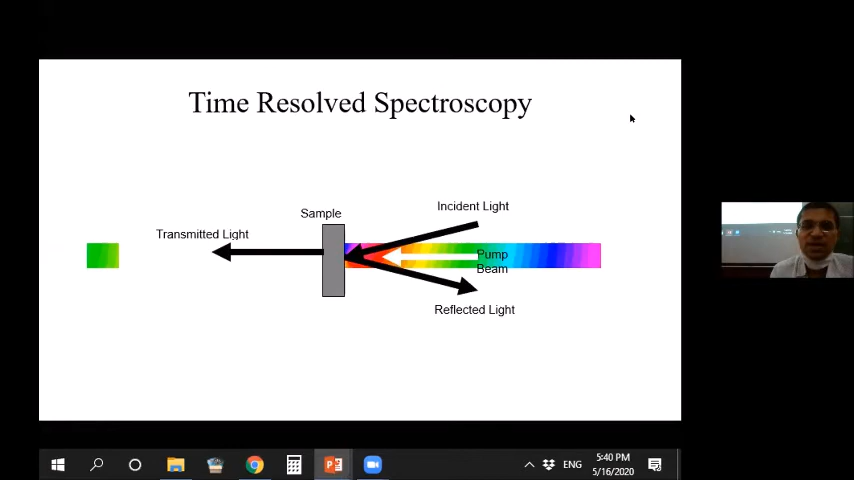 Time Resolved Spectroscopy
Incident Light
Sample
Transmitted Light
Pump
Beam
Reflected Light
5:40 PM
ENG
5/16/2020